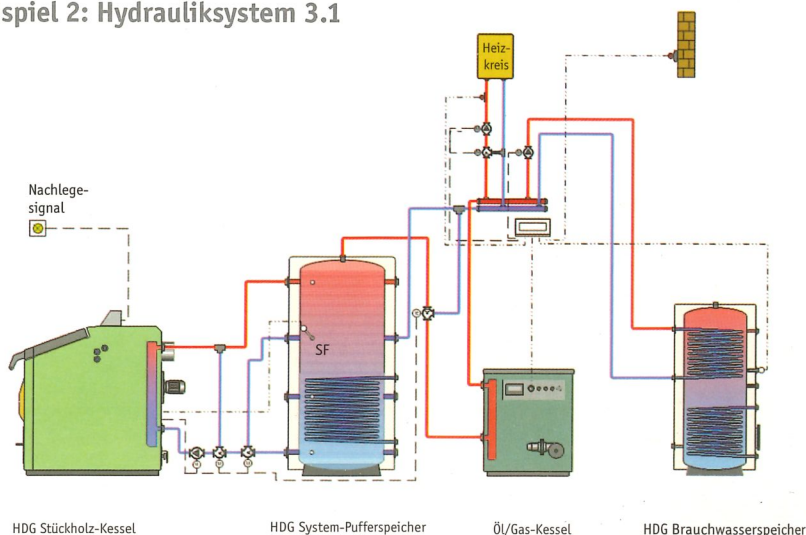 spiel 2: Hydrauliksystem 3.1
Heiz-
kreis
Nachlege-
signal
SF
HDG Stückholz-Kessel
HDG System-Pufferspeicher
Öl/Gas-Kessel
HDG Brauchwasserspeicher